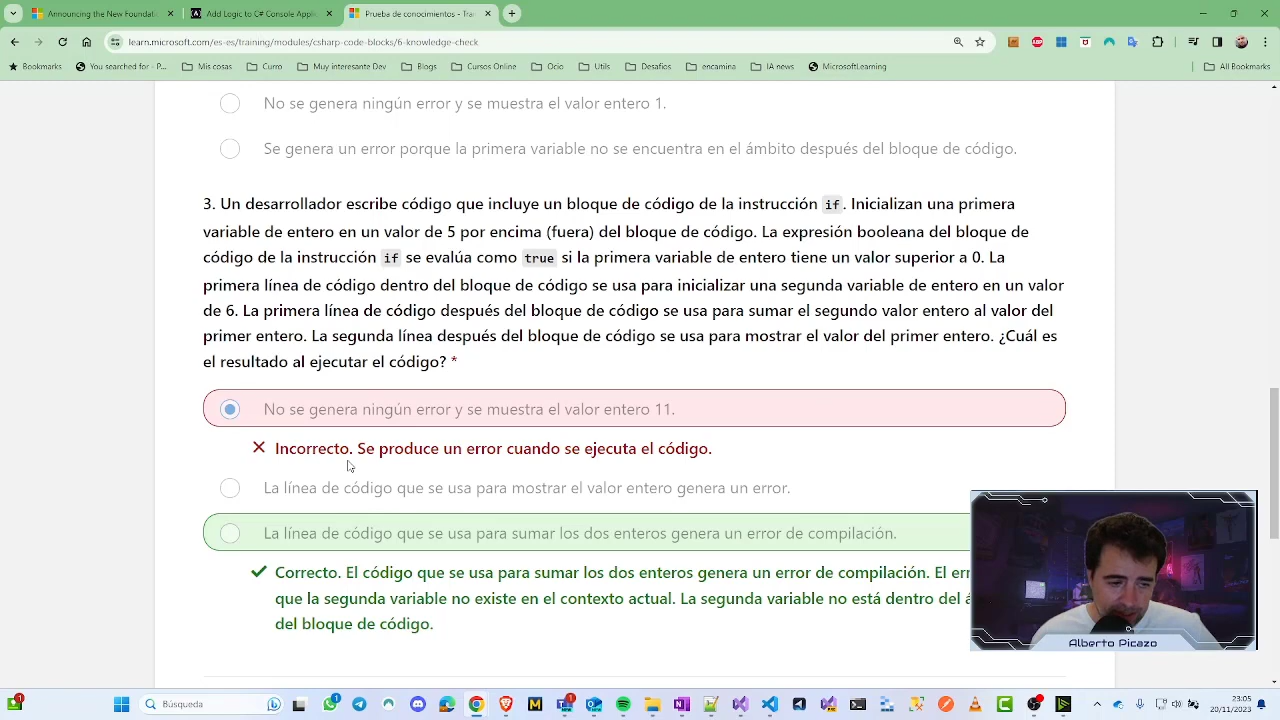 Announcing the New Foundatio
Add Logic to C# Console Applic
Prueba de conocimientos - Trai
learn.microsoft.com/es-es/training/modules/csharp-code-blocks/6-knowledge-check
Bookmarks
You searched for - P...
Mis cosas
Curro
Muy interesante Dev
Blogs
Cursos Online
Ocio
Utils
Desafios
encamina
IA news
MicrosoftLearning
All Bookmarks
No se genera ningún error y se muestra el valor entero 1.
Se genera un error porque la primera variable no se encuentra en el ámbito después del bloque de código.
3. Un desarrollador escribe código que incluye un bloque de código de la instrucción if. Inicializan una primera
variable de entero en un valor de 5 por encima (fuera) del bloque de código. La expresión booleana del bloque de
código de la instrucción if se evalúa como true si la primera variable de entero tiene un valor superior a 0. La
primera línea de código dentro del bloque de código se usa para inicializar una segunda variable de entero en un valor
de 6. La primera línea de código después del bloque de código se usa para sumar el segundo valor entero al valor del
primer entero. La segunda línea después del bloque de código se usa para mostrar el valor del primer entero. ¿Cuál es
el resultado al ejecutar el código? *
No se genera ningún error y se muestra el valor entero 11.
Incorrecto. Se produce un error cuando se ejecuta el código.
La línea de código que se usa para mostrar el valor entero genera un error.
La línea de código que se usa para sumar los dos enteros genera un error de compilación.
Correcto. El código que se usa para sumar los dos enteros genera un error de compilación. El err
que la segunda variable no existe en el contexto actual. La segunda variable no está dentro del á
del bloque de código.
Alberto Picazo
Búsqueda
23:05
20/11/2023